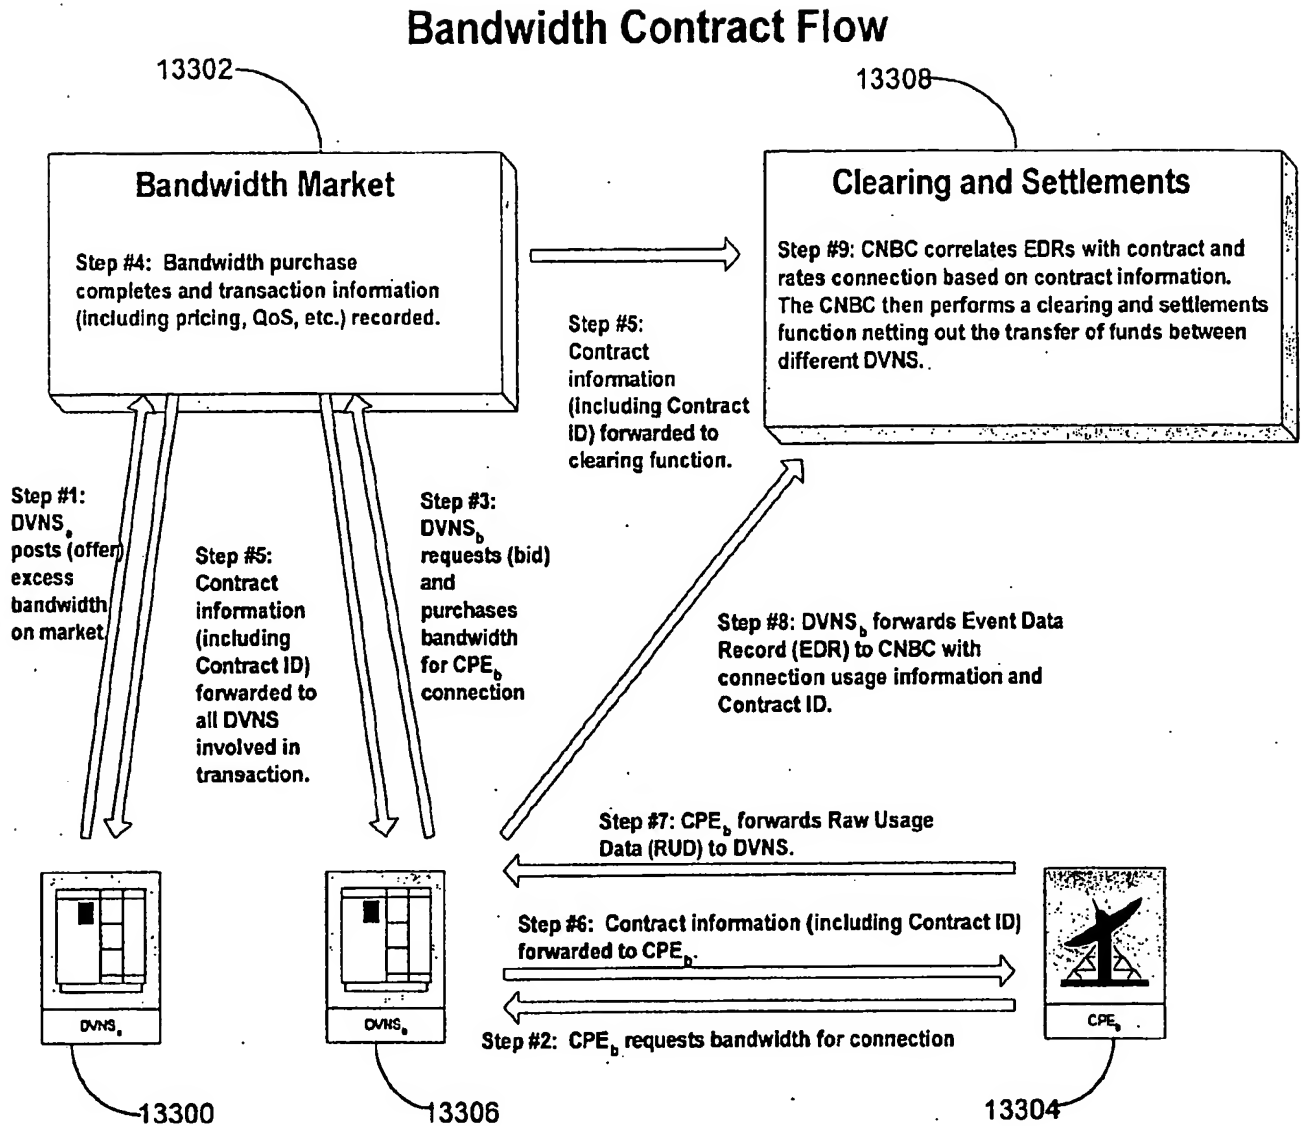 Bandwidth Contract Flow
13302
13308
Bandwidth Market
Step #4: Bandwidth purchase
completes and transaction information
(including pricing, QoS, etc.) recorded.
Clearing and Settlements
Step #9: CNBC correlates EDRs with contract and
rates connection based on contract information.
The CNBC then performs a clearing and settlements
function netting out the transfer of funds between
different DVNS.
Step #5:
Contract
information
(including Contract
ID) forwarded to
clearing function.
Step #1:
DVNSa
posts (offer)
excess
bandwidth
on market.
Step #5:
Contract
information
(including
Contract ID)
forwarded to
all DVNS
involved in
transaction.
Step #3:
DVNSb
requests (bid)
and
purchases
bandwidth
for CPEb
connection
Step #8: DVNSb forwards Event Data
Record (EDR) to CNBC with
connection usage information and
Contract ID.
Step #7: CPEb forwards Raw Usage
Data (RUD) to DVNS.
Step #6: Contract information (including Contract ID)
forwarded to CPEb.
Step #2: CPEb requests bandwidth for connection
DVNSa
DVNSb
CPEb
13300
13306
13304